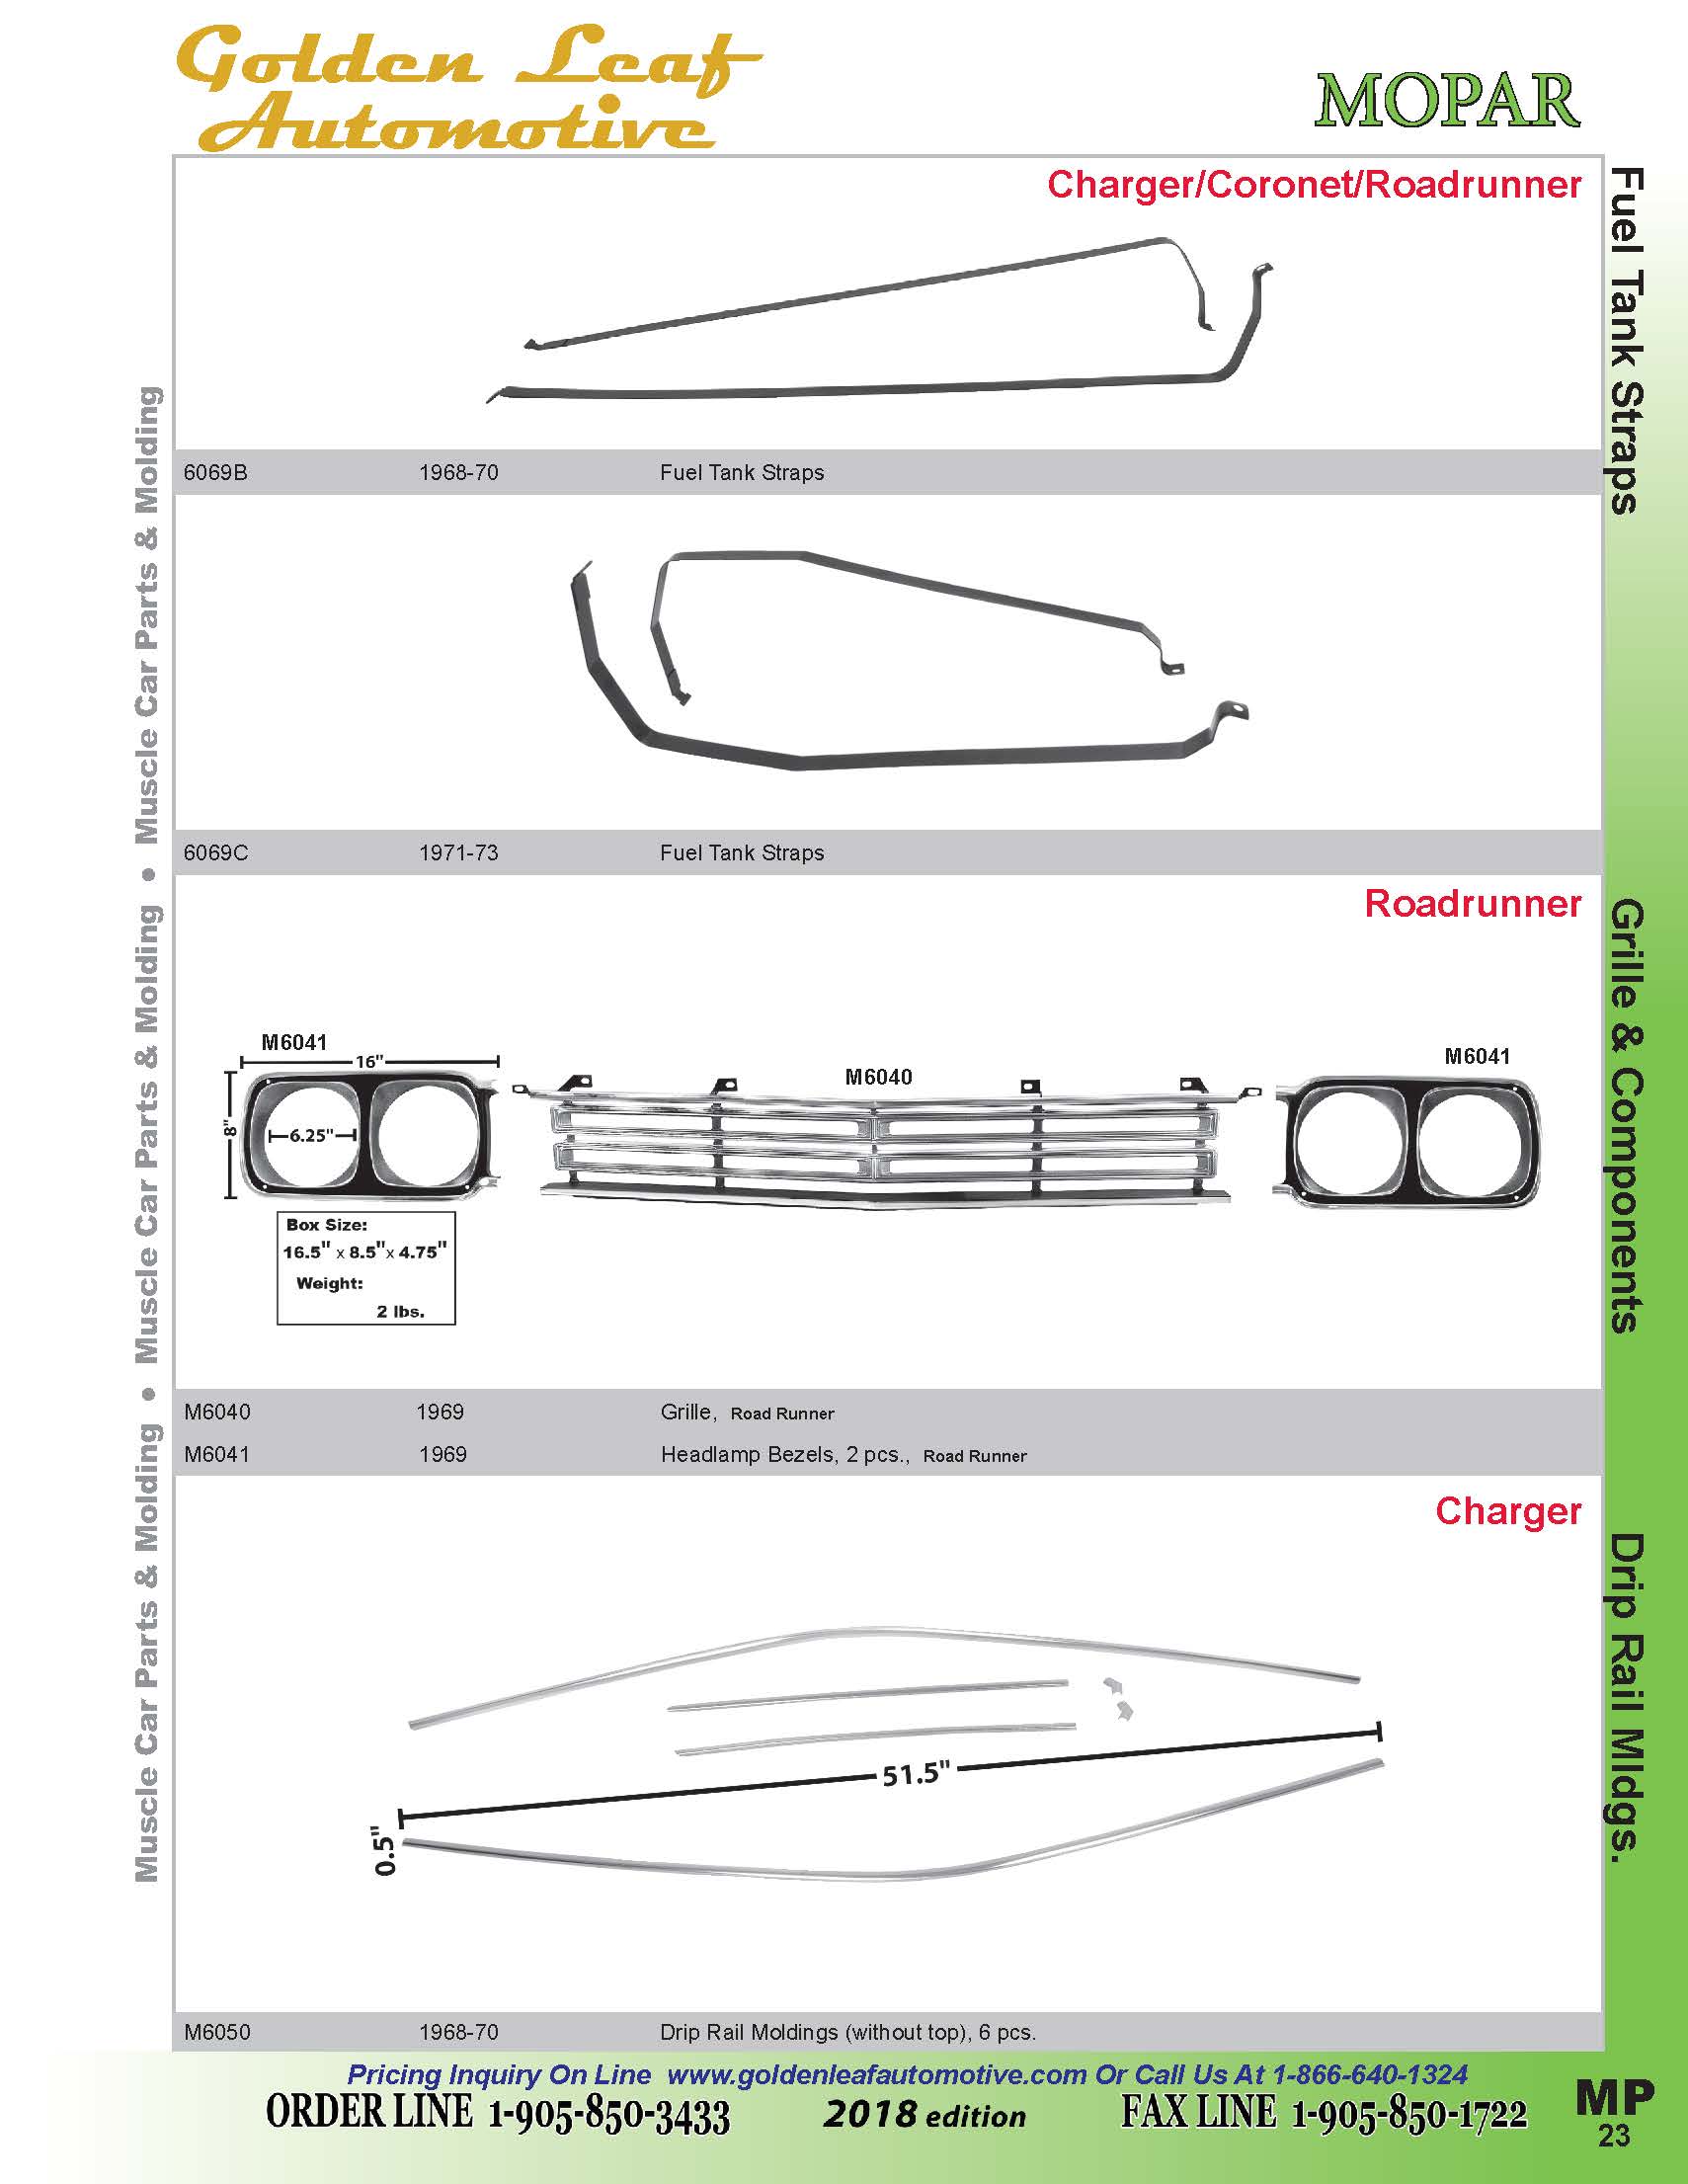 Golden Leaf
Automotive
MOPAR
Charger/Coronet/Roadrunner
Fuel Tank Straps
6069B 1968-70 Fuel Tank Straps
6069C 1971-73 Fuel Tank Straps
Roadrunner
Grille & Components
M6041
16"
M6040
M6041
8"
6.25"
Box Size:
16.5" x 8.5"x 4.75"
Weight:
2 lbs.
M6040 1969 Grille, Road Runner
M6041 1969 Headlamp Bezels, 2 pcs., Road Runner
Charger
Drip Rail Mldgs.
51.5"
0.5"
M6050 1968-70 Drip Rail Moldings (without top), 6 pcs.
Muscle Car Parts & Molding • Muscle Car Parts & Molding • Muscle Car Parts & Molding
Pricing Inquiry On Line www.goldenleafautomotive.com Or Call Us At 1-866-640-1324
ORDER LINE 1-905-850-3433 2018 edition FAX LINE 1-905-850-1722
MP
23